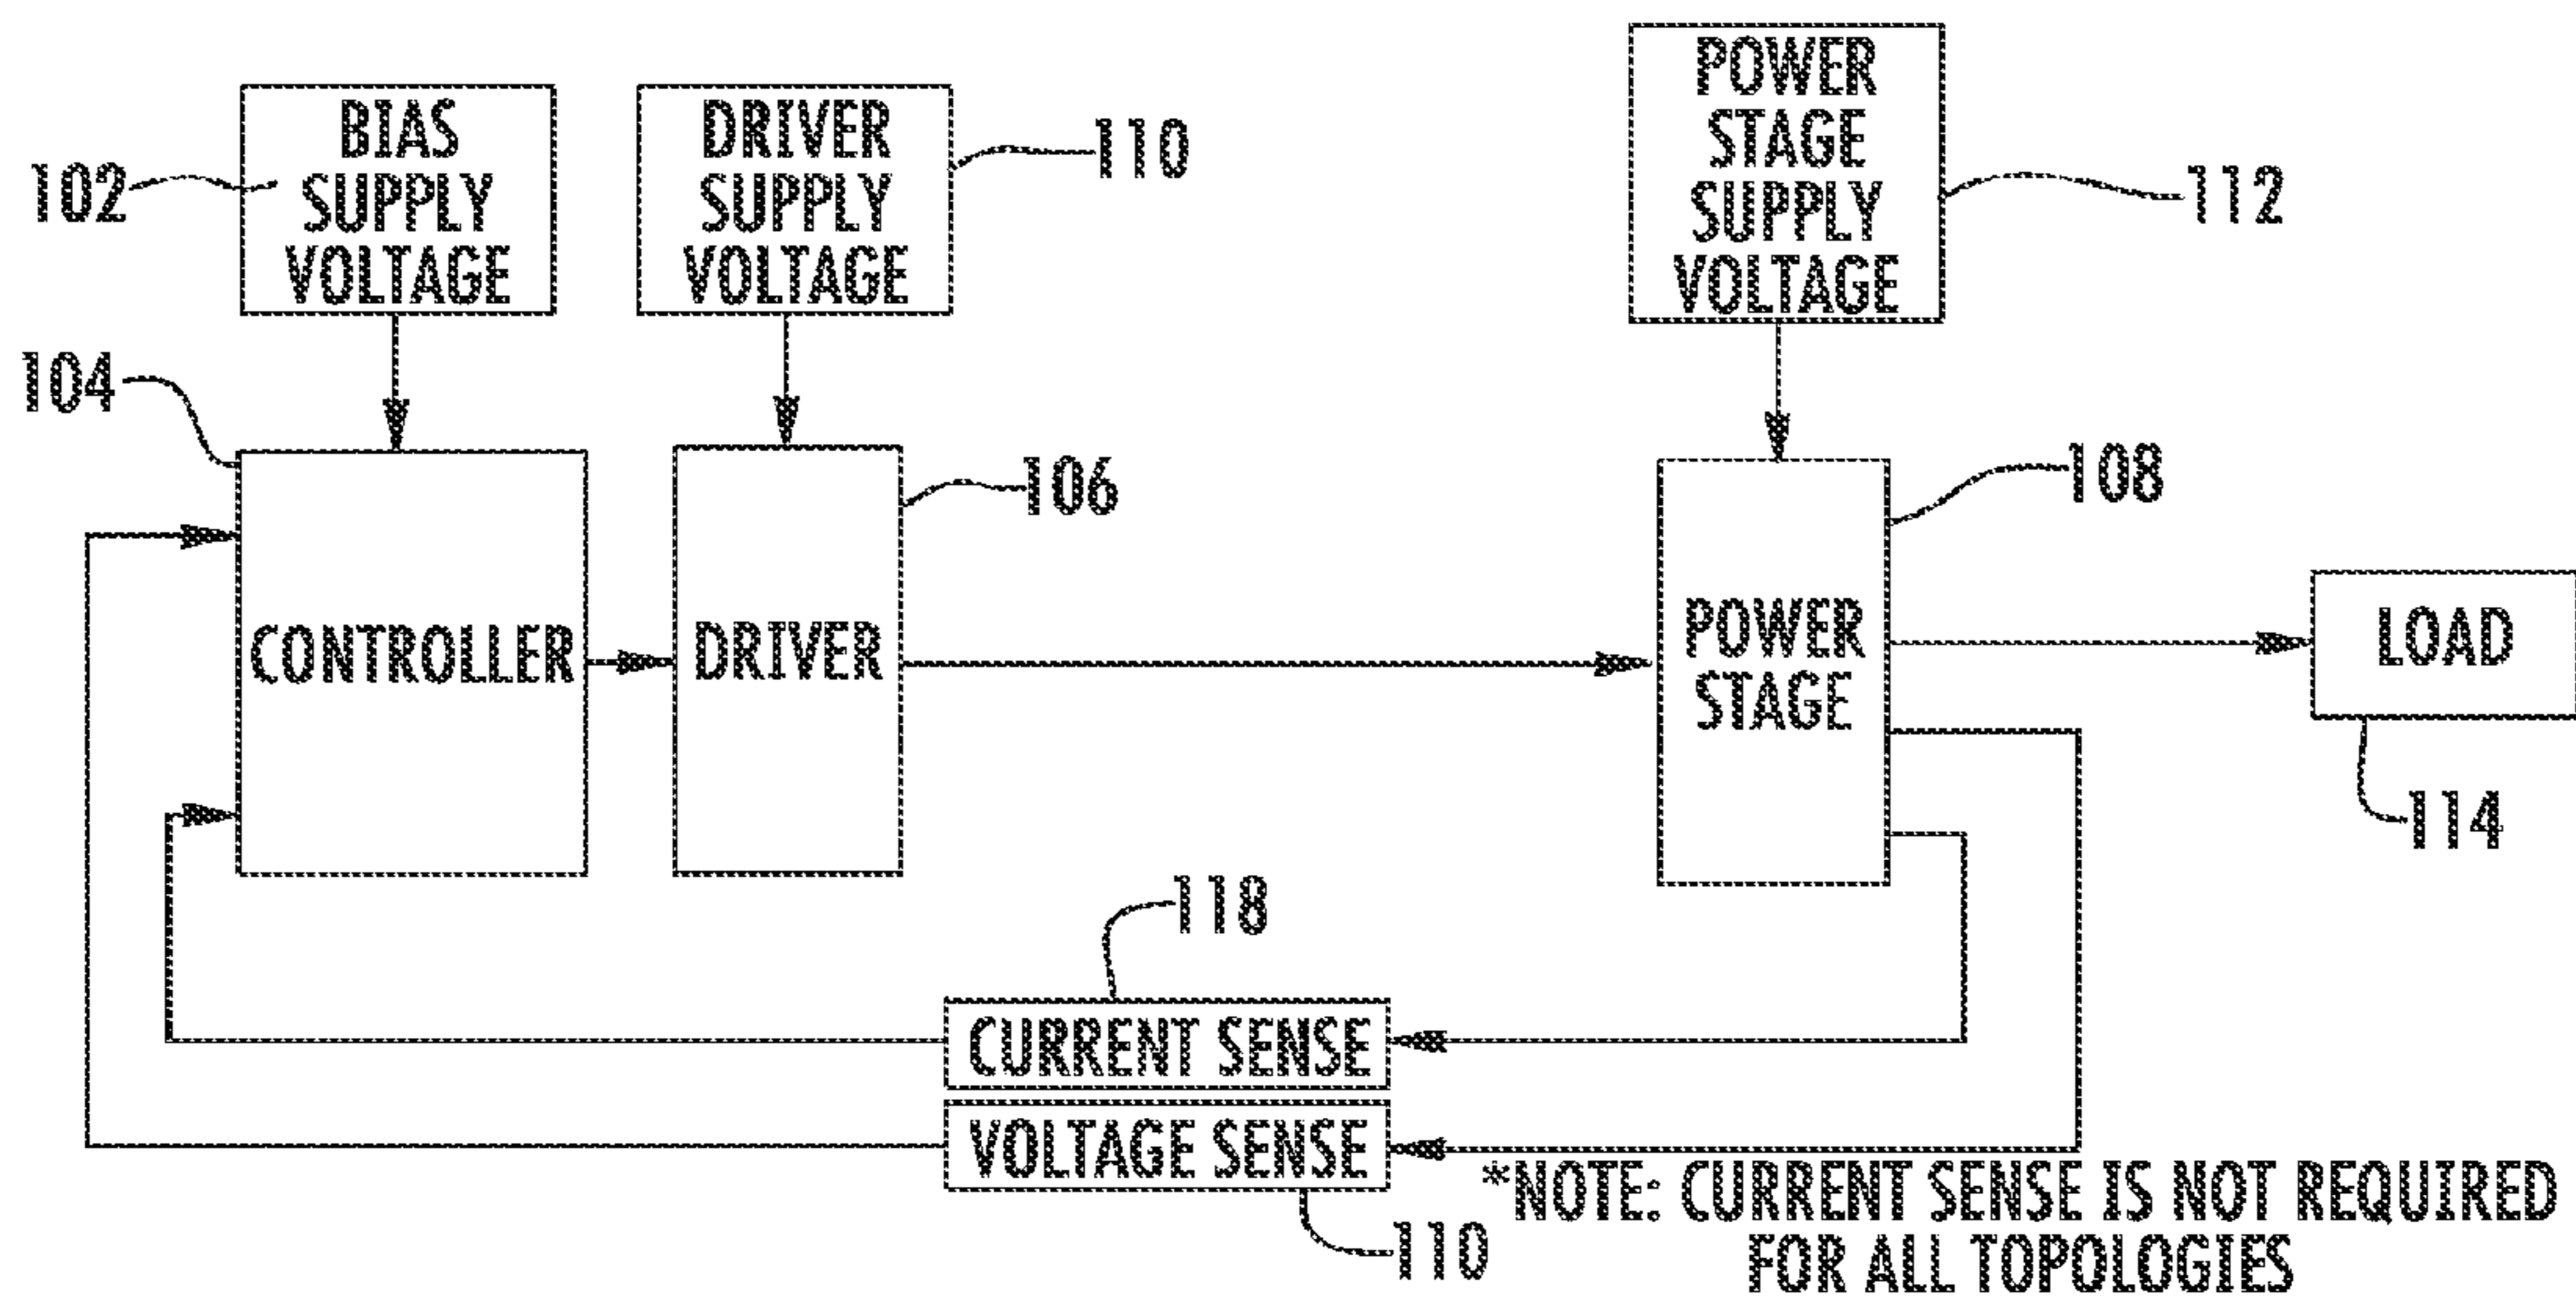 BIAS
SUPPLY
VOLTAGE
102
DRIVER
SUPPLY
VOLTAGE
110
POWER
STAGE
SUPPLY
VOLTAGE
112
104
CONTROLLER
DRIVER
106
POWER
STAGE
108
LOAD
114
118
CURRENT SENSE
VOLTAGE SENSE
110
*NOTE: CURRENT SENSE IS NOT REQUIRED
FOR ALL TOPOLOGIES